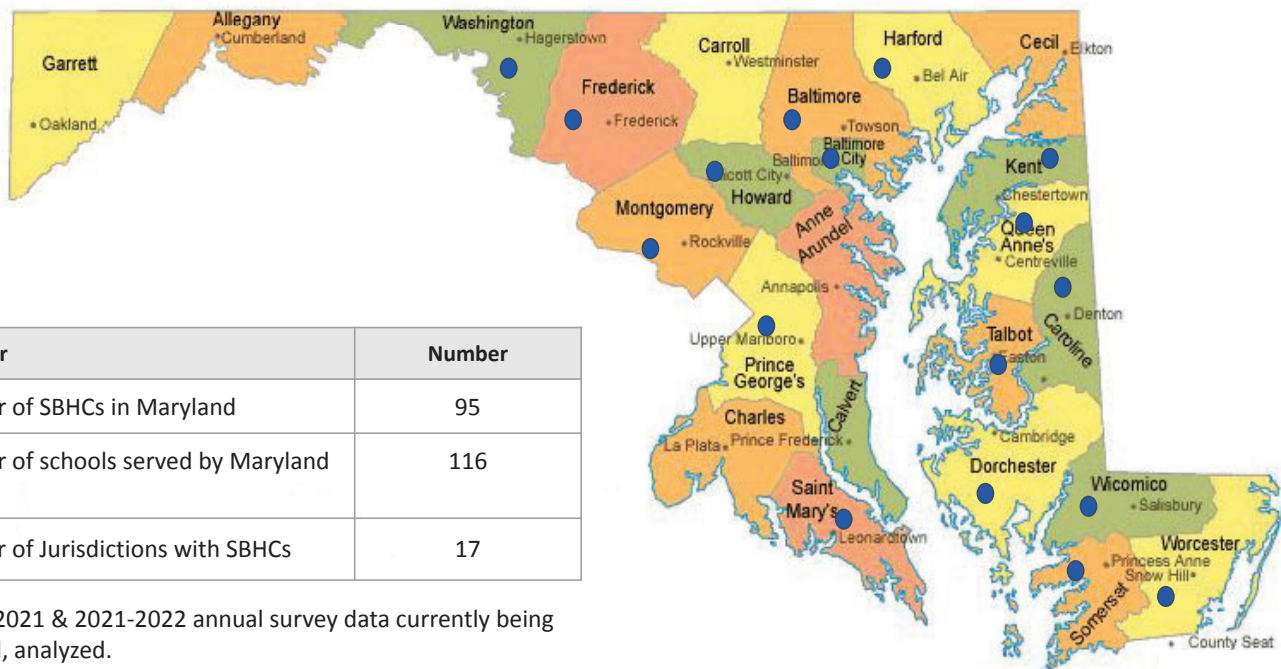 Allegany
Cumberland
Washington
Hagerstown
Garrett
Oakland
Frederick
Frederick
Carroll
Westminster
Harford
Bel Air
Cecil
Elkton
Baltimore
Towson
Baltimore
City
Baltimore
icott City
Howard
Kent
Chestertown
Queen
Anne's
Centreville
Montgomery
Rockville
Anne
Arundel
Annapolis
Denton
Caroline
Talbot
Easton
Upper Marlboro
Prince
George's
Calvert
Charles
La Plata
Prince Frederick
Cambridge
Dorchester
Saint
Mary's
Leonardtown
Wicomico
Salisbury
Worcester
Princess Anne
Snow Hill
Somerset
County Seat
r Number
r of SBHCs in Maryland 95
r of schools served by Maryland 116
r of Jurisdictions with SBHCs 17
2021 & 2021-2022 annual survey data currently being
, analyzed.